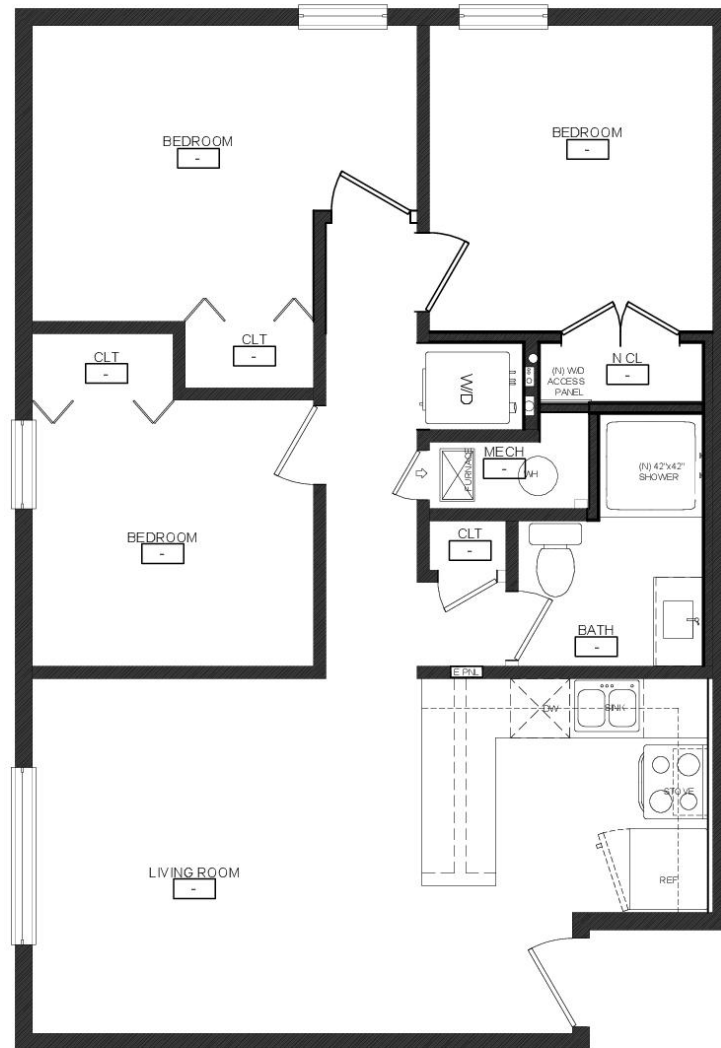 BEDROOM
-
BEDROOM
-
CLT
-
CLT
-
N CL
-
(N) W/D
ACCESS
PANEL
W/D
MECH
-
FURNACE
WH
(N) 42"x42"
SHOWER
BEDROOM
-
CLT
-
BATH
-
E PNL
DW
SINK
STOVE
REF
LIVING ROOM
-